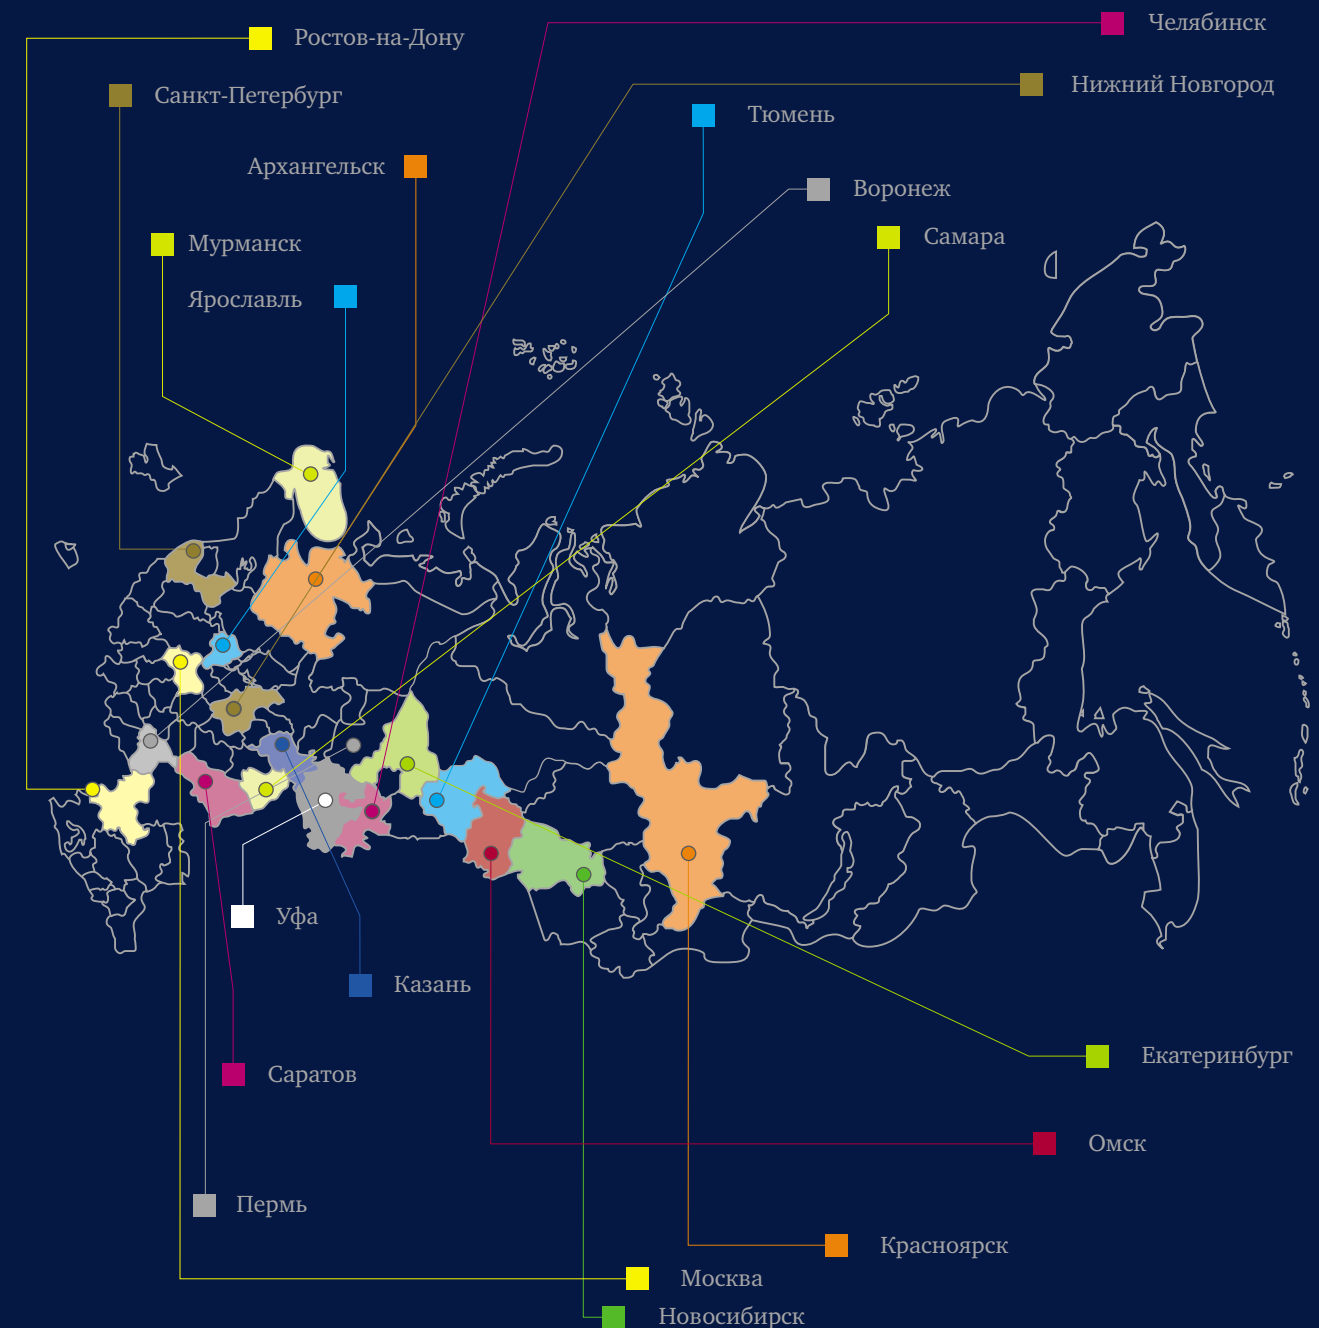 Челябинск
Ростов-на-Дону
Нижний Новгород
Санкт-Петербург
Тюмень
Архангельск
Воронеж
Самара
Мурманск
Ярославль
Уфа
Казань
Екатеринбург
Саратов
Омск
Пермь
Красноярск
Москва
Новосибирск